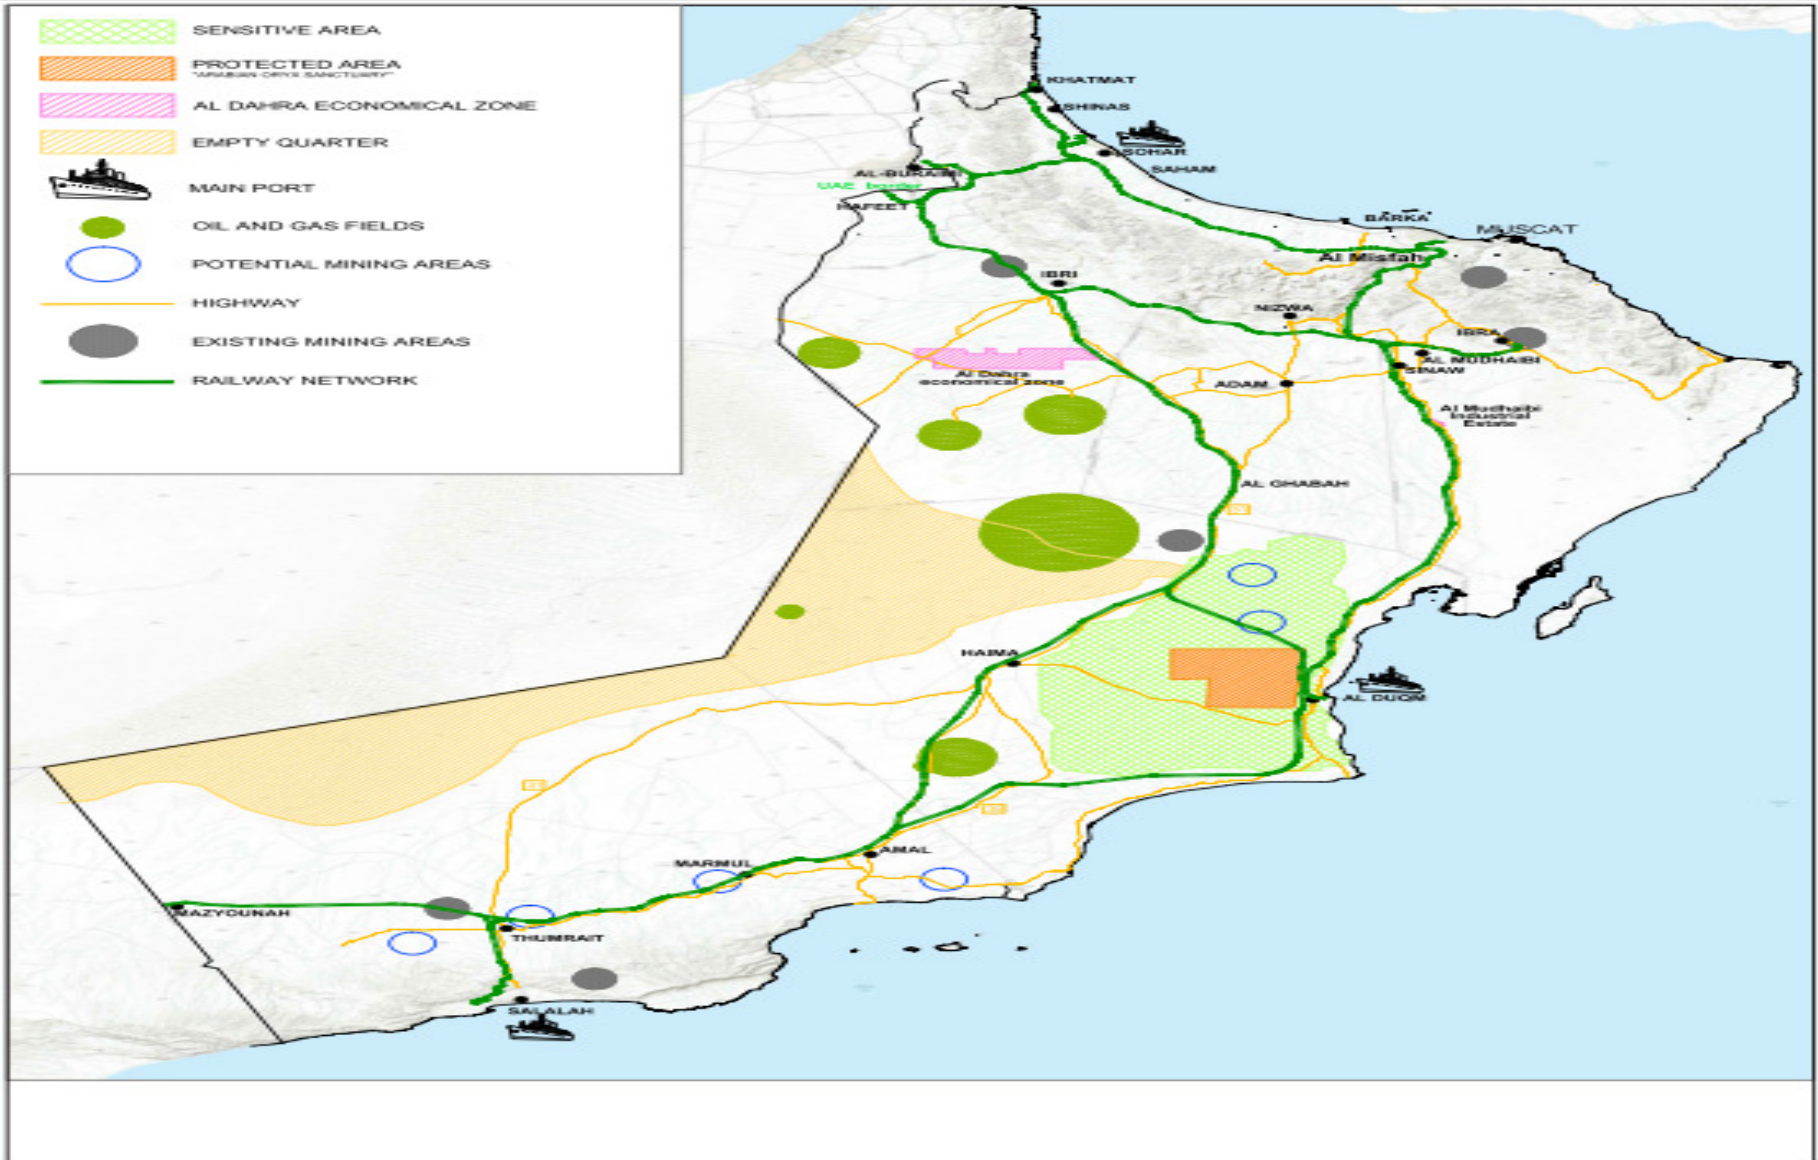 SENSITIVE AREA
PROTECTED AREA
"ARABIAN ORYX SANCTUARY"
AL DAHRA ECONOMICAL ZONE
EMPTY QUARTER
MAIN PORT
OIL AND GAS FIELDS
POTENTIAL MINING AREAS
HIGHWAY
EXISTING MINING AREAS
RAILWAY NETWORK
KHATMAT
SHINAS
SOHAR
SAHAM
AL-BURAIMI
UAE border
HAFEET
BARKA
MUSCAT
Al Misfah
IBRI
NIZWA
IBRA
AL MUDHAIBI
SINAW
Al Dahra
economical zone
ADAM
Al Mudhaibi
Industrial
Estate
AL GHABAH
HAIMA
AL DUQM
AMAL
MARMUL
MAZYOUNAH
THUMRAIT
SALALAH